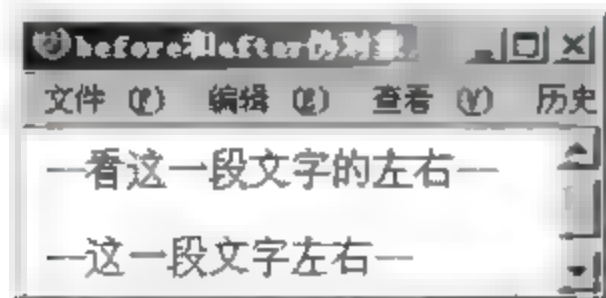 before和after伪对象
文件 (F) 编辑 (E) 查看 (V) 历史
—看这一段文字的左右—
—这一段文字左右—